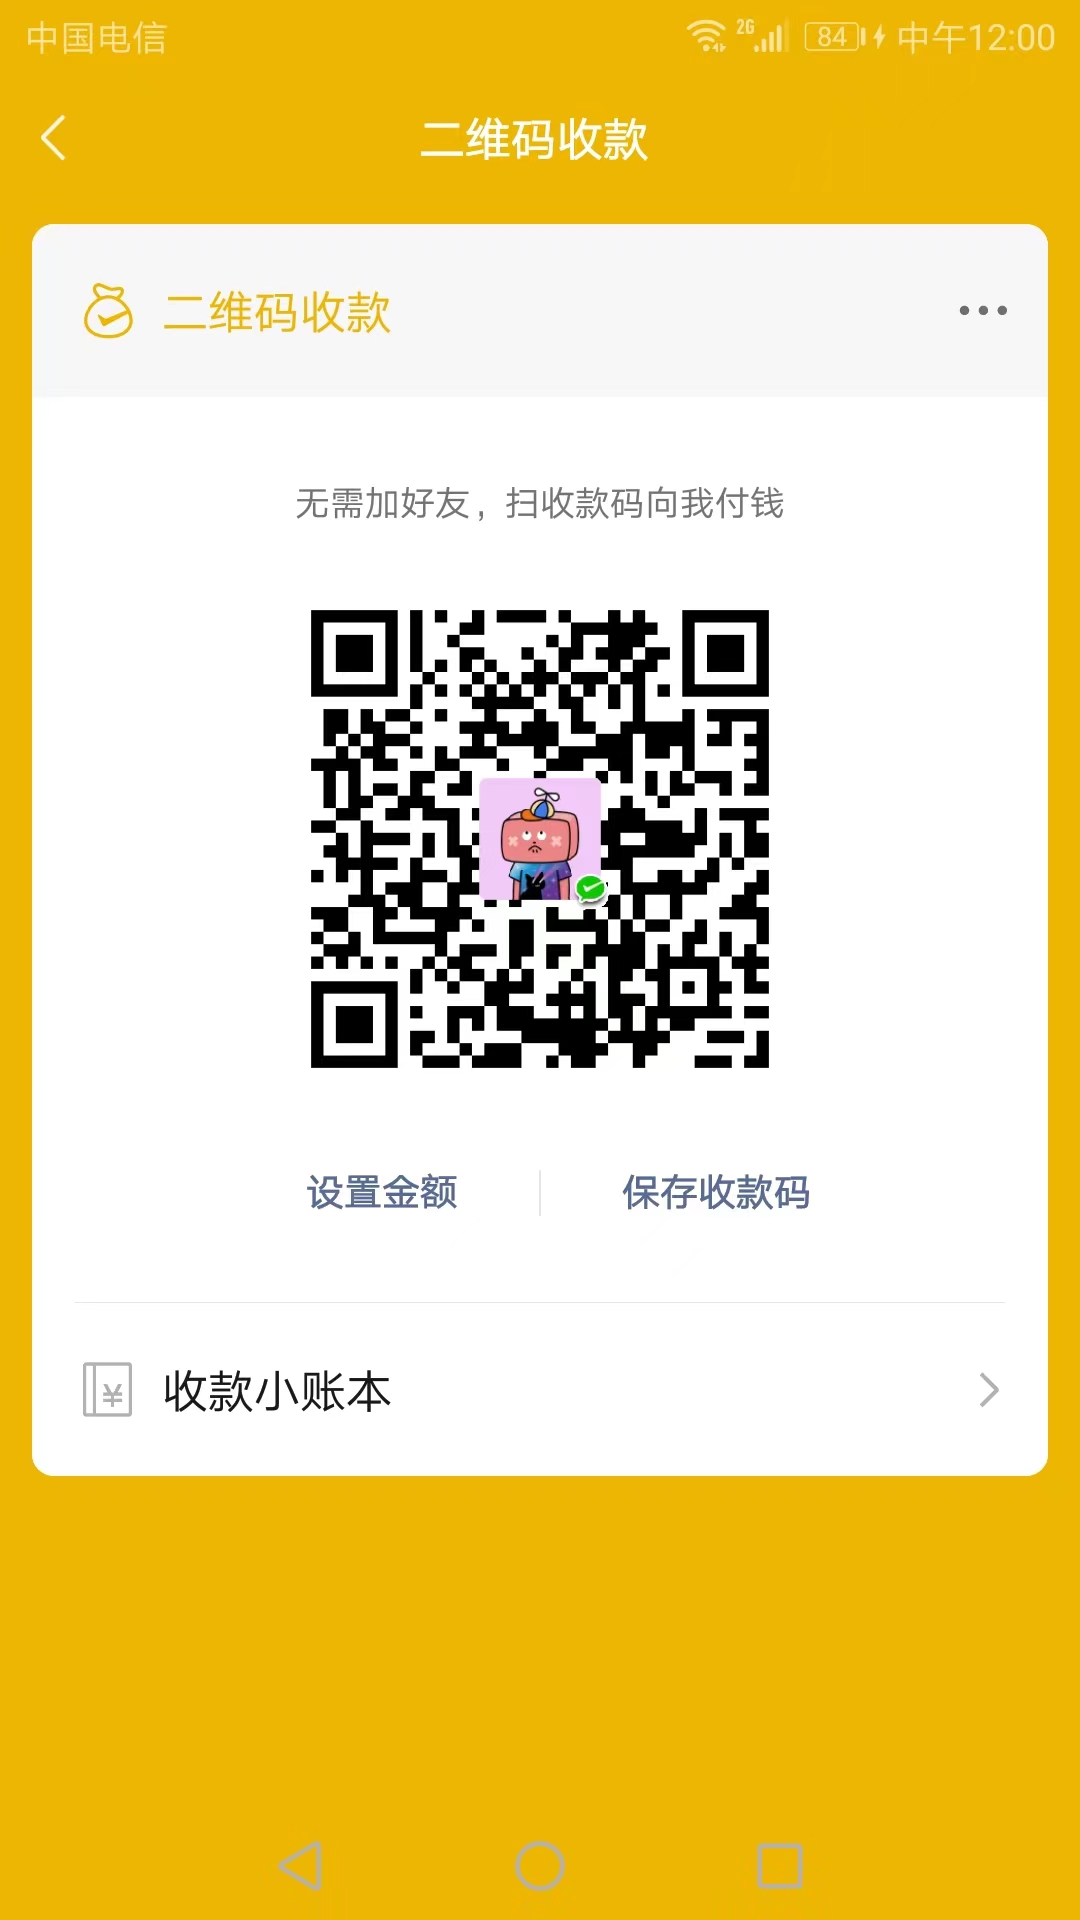 中国电信
2G 84 中午12:00
二维码收款
二维码收款
无需加好友，扫收款码向我付钱
设置金额
保存收款码
¥ 收款小账本